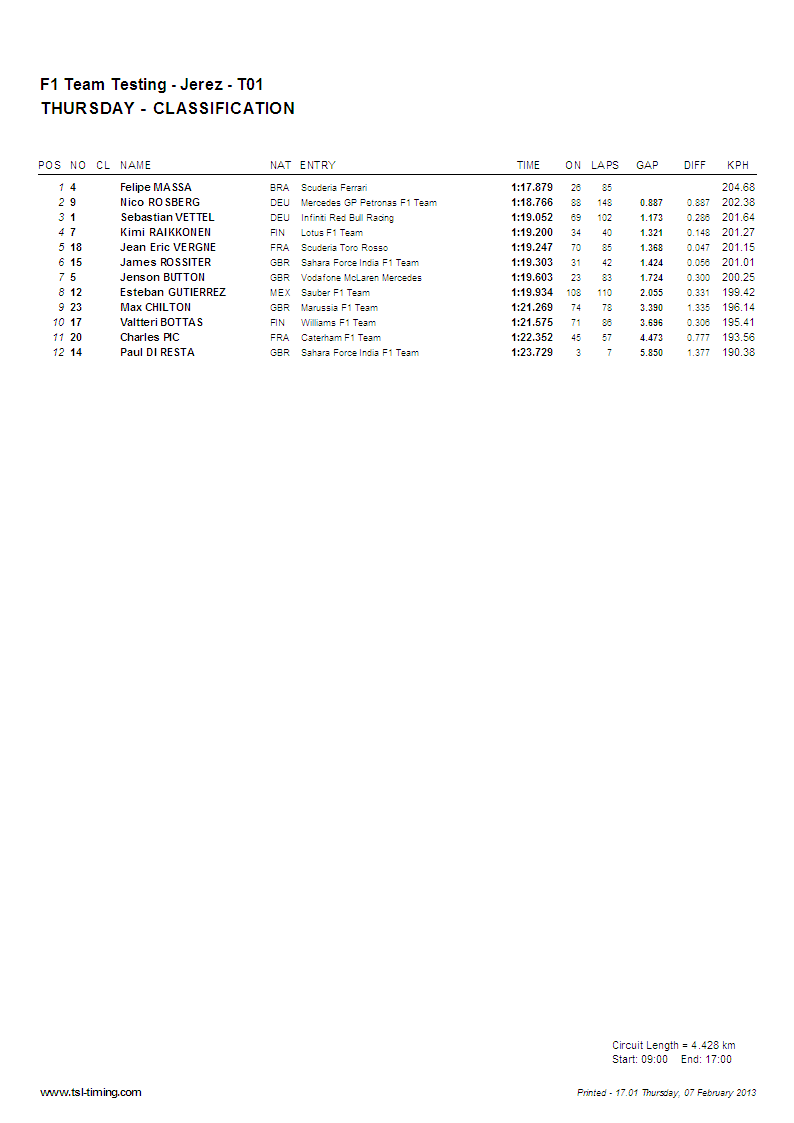 F1 Team Testing - Jerez - T01
THURSDAY - CLASSIFICATION
POS NO CL NAME NAT ENTRY TIME ON LAPS GAP DIFF KPH
1 4 Felipe MASSA BRA Scuderia Ferrari 1:17.879 26 85 204.68
2 9 Nico ROSBERG DEU Mercedes GP Petronas F1 Team 1:18.766 88 148 0.887 0.887 202.38
3 1 Sebastian VETTEL DEU Infiniti Red Bull Racing 1:19.052 69 102 1.173 0.286 201.64
4 7 Kimi RAIKKONEN FIN Lotus F1 Team 1:19.200 34 40 1.321 0.148 201.27
5 18 Jean Eric VERGNE FRA Scuderia Toro Rosso 1:19.247 70 85 1.368 0.047 201.15
6 15 James ROSSITER GBR Sahara Force India F1 Team 1:19.303 31 42 1.424 0.056 201.01
7 5 Jenson BUTTON GBR Vodafone McLaren Mercedes 1:19.603 23 83 1.724 0.300 200.25
8 12 Esteban GUTIERREZ MEX Sauber F1 Team 1:19.934 108 110 2.055 0.331 199.42
9 23 Max CHILTON GBR Marussia F1 Team 1:21.269 74 78 3.390 1.335 196.14
10 17 Valtteri BOTTAS FIN Williams F1 Team 1:21.575 71 86 3.696 0.306 195.41
11 20 Charles PIC FRA Caterham F1 Team 1:22.352 45 57 4.473 0.777 193.56
12 14 Paul DI RESTA GBR Sahara Force India F1 Team 1:23.729 3 7 5.850 1.377 190.38
Circuit Length = 4.428 km
Start: 09:00 End: 17:00
www.tsl-timing.com Printed - 17.01 Thursday, 07 February 2013